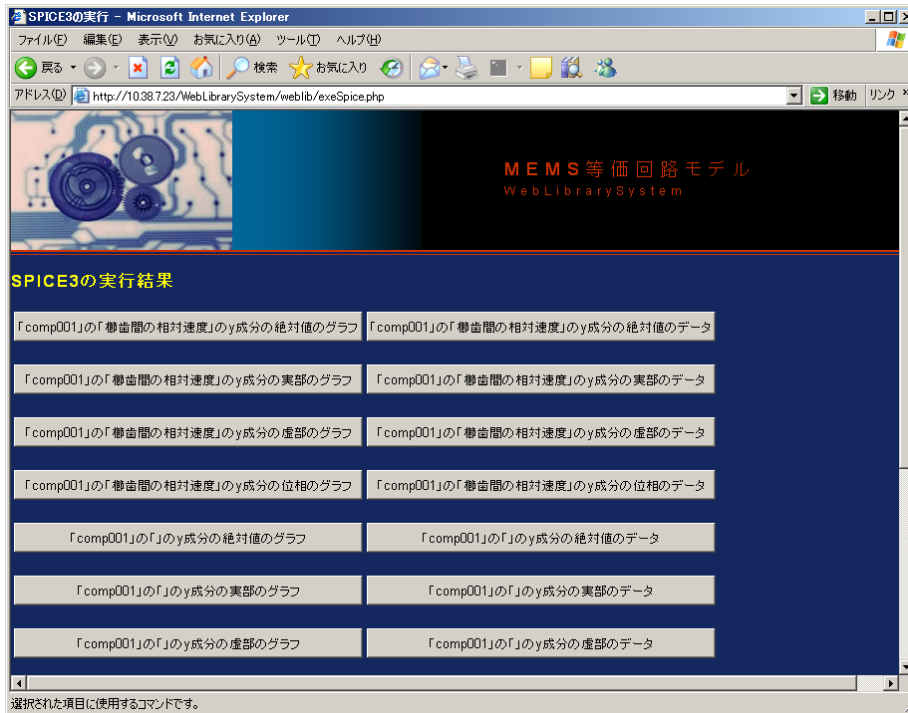 SPICE3の実行 - Microsoft Internet Explorer
ファイル(F) 編集(E) 表示(V) お気に入り(A) ツール(T) ヘルプ(H)
戻る 検索 お気に入り
アドレス(D) http://10.38.7.23/WebLibrarySystem/weblib/exeSpice.php 移動 リンク »
MEMS等価回路モデル
WebLibrarySystem
SPICE3の実行結果
「comp001」の「櫛歯間の相対速度」のy成分の絶対値のグラフ 「comp001」の「櫛歯間の相対速度」のy成分の絶対値のデータ
「comp001」の「櫛歯間の相対速度」のy成分の実部のグラフ 「comp001」の「櫛歯間の相対速度」のy成分の実部のデータ
「comp001」の「櫛歯間の相対速度」のy成分の虚部のグラフ 「comp001」の「櫛歯間の相対速度」のy成分の虚部のデータ
「comp001」の「櫛歯間の相対速度」のy成分の位相のグラフ 「comp001」の「櫛歯間の相対速度」のy成分の位相のデータ
「comp001」の「」のy成分の絶対値のグラフ 「comp001」の「」のy成分の絶対値のデータ
「comp001」の「」のy成分の実部のグラフ 「comp001」の「」のy成分の実部のデータ
「comp001」の「」のy成分の虚部のグラフ 「comp001」の「」のy成分の虚部のデータ
選択された項目に使用するコマンドです。